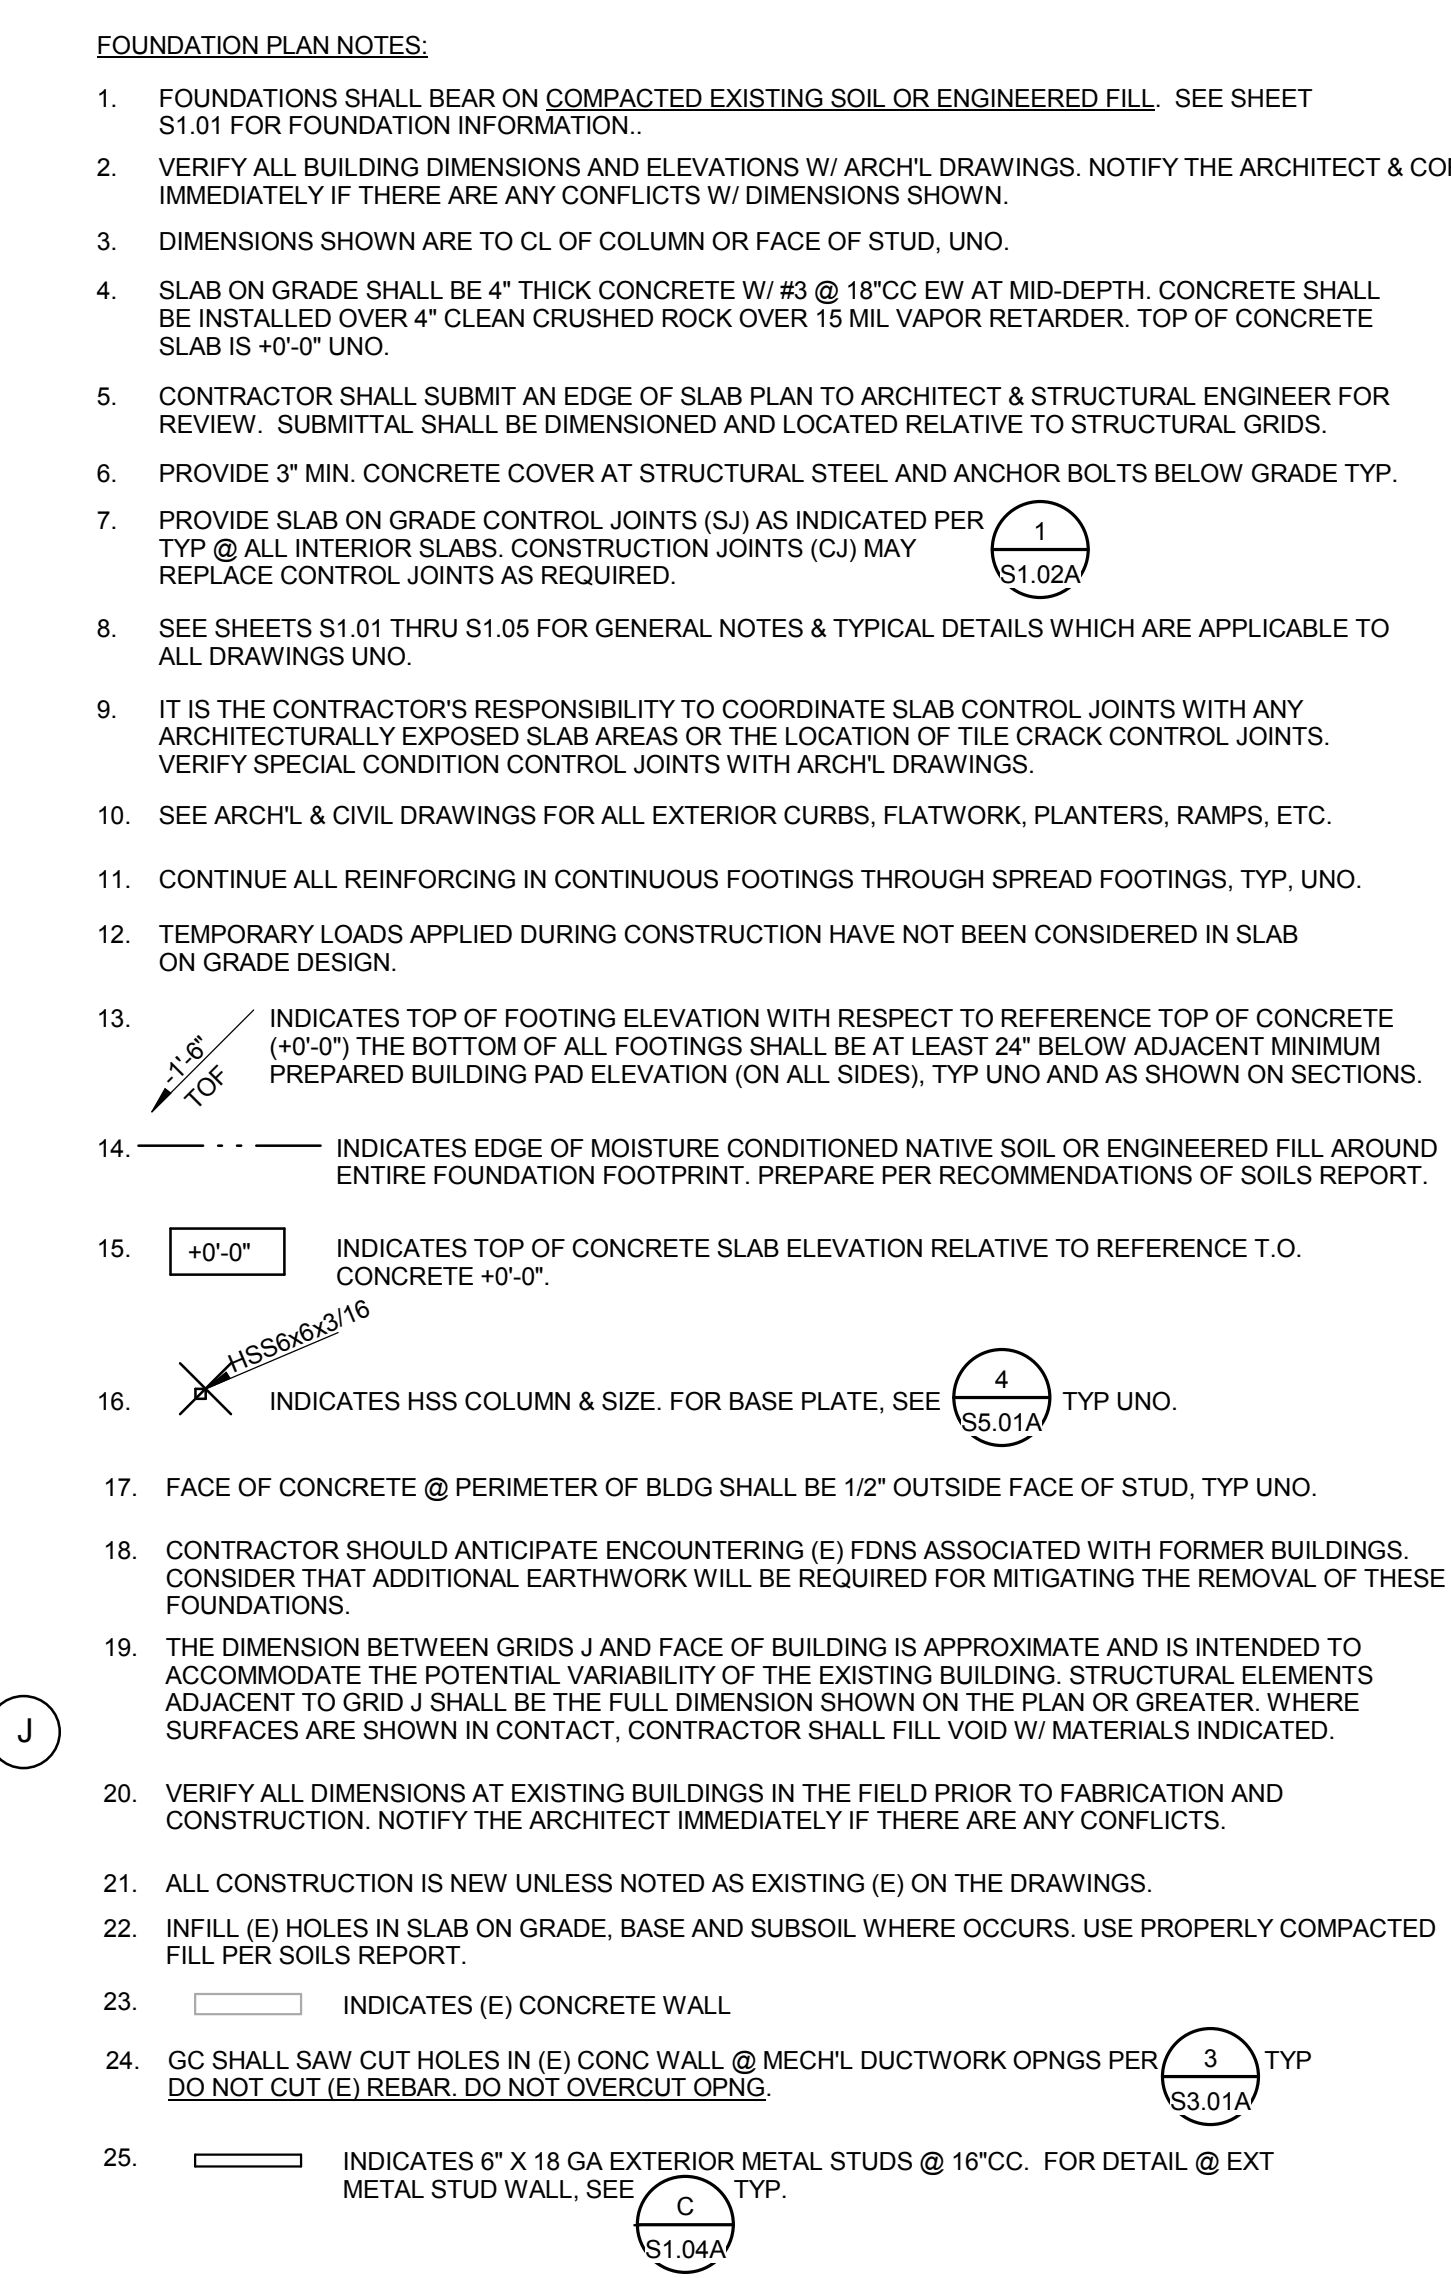 FOUNDATION PLAN NOTES:
1. FOUNDATIONS SHALL BEAR ON COMPACTED EXISTING SOIL OR ENGINEERED FILL. SEE SHEET
S1.01 FOR FOUNDATION INFORMATION..
2. VERIFY ALL BUILDING DIMENSIONS AND ELEVATIONS W/ ARCH'L DRAWINGS. NOTIFY THE ARCHITECT &
IMMEDIATELY IF THERE ARE ANY CONFLICTS W/ DIMENSIONS SHOWN.
3. DIMENSIONS SHOWN ARE TO CL OF COLUMN OR FACE OF STUD, UNO.
4. SLAB ON GRADE SHALL BE 4" THICK CONCRETE W/ #3 @ 18"CC EW AT MID-DEPTH. CONCRETE SHALL
BE INSTALLED OVER 4" CLEAN CRUSHED ROCK OVER 15 MIL VAPOR RETARDER. TOP OF CONCRETE
SLAB IS +0'-0" UNO.
5. CONTRACTOR SHALL SUBMIT AN EDGE OF SLAB PLAN TO ARCHITECT & STRUCTURAL ENGINEER FOR
REVIEW. SUBMITTAL SHALL BE DIMENSIONED AND LOCATED RELATIVE TO STRUCTURAL GRIDS.
6. PROVIDE 3" MIN. CONCRETE COVER AT STRUCTURAL STEEL AND ANCHOR BOLTS BELOW GRADE TYP.
7. PROVIDE SLAB ON GRADE CONTROL JOINTS (SJ) AS INDICATED PER
TYP @ ALL INTERIOR SLABS. CONSTRUCTION JOINTS (CJ) MAY
REPLACE CONTROL JOINTS AS REQUIRED.
1
S1.02A
8. SEE SHEETS S1.01 THRU S1.05 FOR GENERAL NOTES & TYPICAL DETAILS WHICH ARE APPLICABLE TO
ALL DRAWINGS UNO.
9. IT IS THE CONTRACTOR'S RESPONSIBILITY TO COORDINATE SLAB CONTROL JOINTS WITH ANY
ARCHITECTURALLY EXPOSED SLAB AREAS OR THE LOCATION OF TILE CRACK CONTROL JOINTS.
VERIFY SPECIAL CONDITION CONTROL JOINTS WITH ARCH'L DRAWINGS.
10. SEE ARCH'L & CIVIL DRAWINGS FOR ALL EXTERIOR CURBS, FLATWORK, PLANTERS, RAMPS, ETC.
11. CONTINUE ALL REINFORCING IN CONTINUOUS FOOTINGS THROUGH SPREAD FOOTINGS, TYP, UNO.
12. TEMPORARY LOADS APPLIED DURING CONSTRUCTION HAVE NOT BEEN CONSIDERED IN SLAB
ON GRADE DESIGN.
13. INDICATES TOP OF FOOTING ELEVATION WITH RESPECT TO REFERENCE TOP OF CONCRETE
(+0'-0") THE BOTTOM OF ALL FOOTINGS SHALL BE AT LEAST 24" BELOW ADJACENT MINIMUM
PREPARED BUILDING PAD ELEVATION (ON ALL SIDES), TYP UNO AND AS SHOWN ON SECTIONS.
-1'-6"
TOF
14. INDICATES EDGE OF MOISTURE CONDITIONED NATIVE SOIL OR ENGINEERED FILL AROUND
ENTIRE FOUNDATION FOOTPRINT. PREPARE PER RECOMMENDATIONS OF SOILS REPORT.
15. +0'-0" INDICATES TOP OF CONCRETE SLAB ELEVATION RELATIVE TO REFERENCE T.O.
CONCRETE +0'-0".
HSS6x6x3/16
16. INDICATES HSS COLUMN & SIZE. FOR BASE PLATE, SEE 4 TYP UNO.
S5.01A
17. FACE OF CONCRETE @ PERIMETER OF BLDG SHALL BE 1/2" OUTSIDE FACE OF STUD, TYP UNO.
18. CONTRACTOR SHOULD ANTICIPATE ENCOUNTERING (E) FDNS ASSOCIATED WITH FORMER BUILDINGS.
CONSIDER THAT ADDITIONAL EARTHWORK WILL BE REQUIRED FOR MITIGATING THE REMOVAL OF THESE
FOUNDATIONS.
19. THE DIMENSION BETWEEN GRIDS J AND FACE OF BUILDING IS APPROXIMATE AND IS INTENDED TO
ACCOMMODATE THE POTENTIAL VARIABILITY OF THE EXISTING BUILDING. STRUCTURAL ELEMENTS
ADJACENT TO GRID J SHALL BE THE FULL DIMENSION SHOWN ON THE PLAN OR GREATER. WHERE
SURFACES ARE SHOWN IN CONTACT, CONTRACTOR SHALL FILL VOID W/ MATERIALS INDICATED.
J
20. VERIFY ALL DIMENSIONS AT EXISTING BUILDINGS IN THE FIELD PRIOR TO FABRICATION AND
CONSTRUCTION. NOTIFY THE ARCHITECT IMMEDIATELY IF THERE ARE ANY CONFLICTS.
21. ALL CONSTRUCTION IS NEW UNLESS NOTED AS EXISTING (E) ON THE DRAWINGS.
22. INFILL (E) HOLES IN SLAB ON GRADE, BASE AND SUBSOIL WHERE OCCURS. USE PROPERLY COMPACTED
FILL PER SOILS REPORT.
23. INDICATES (E) CONCRETE WALL
24. GC SHALL SAW CUT HOLES IN (E) CONC WALL @ MECH'L DUCTWORK OPNGS PER 3 TYP
DO NOT CUT (E) REBAR. DO NOT OVERCUT OPNG.
S3.01A
25. INDICATES 6" X 18 GA EXTERIOR METAL STUDS @ 16"CC. FOR DETAIL @ EXT
METAL STUD WALL, SEE C TYP.
S1.04A